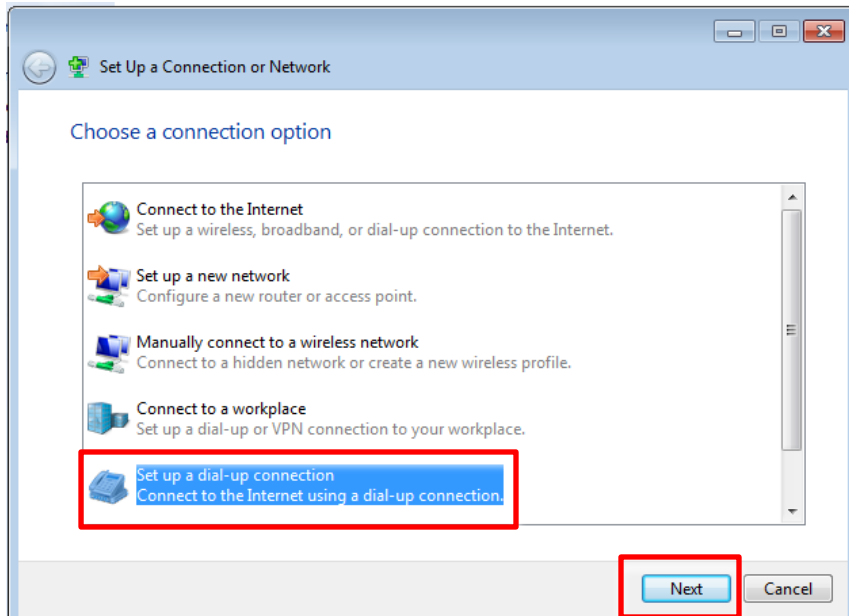 Set Up a Connection or Network
Choose a connection option
Connect to the Internet
Set up a wireless, broadband, or dial-up connection to the Internet.
Set up a new network
Configure a new router or access point.
Manually connect to a wireless network
Connect to a hidden network or create a new wireless profile.
Connect to a workplace
Set up a dial-up or VPN connection to your workplace.
Set up a dial-up connection
Connect to the Internet using a dial-up connection.
Next
Cancel